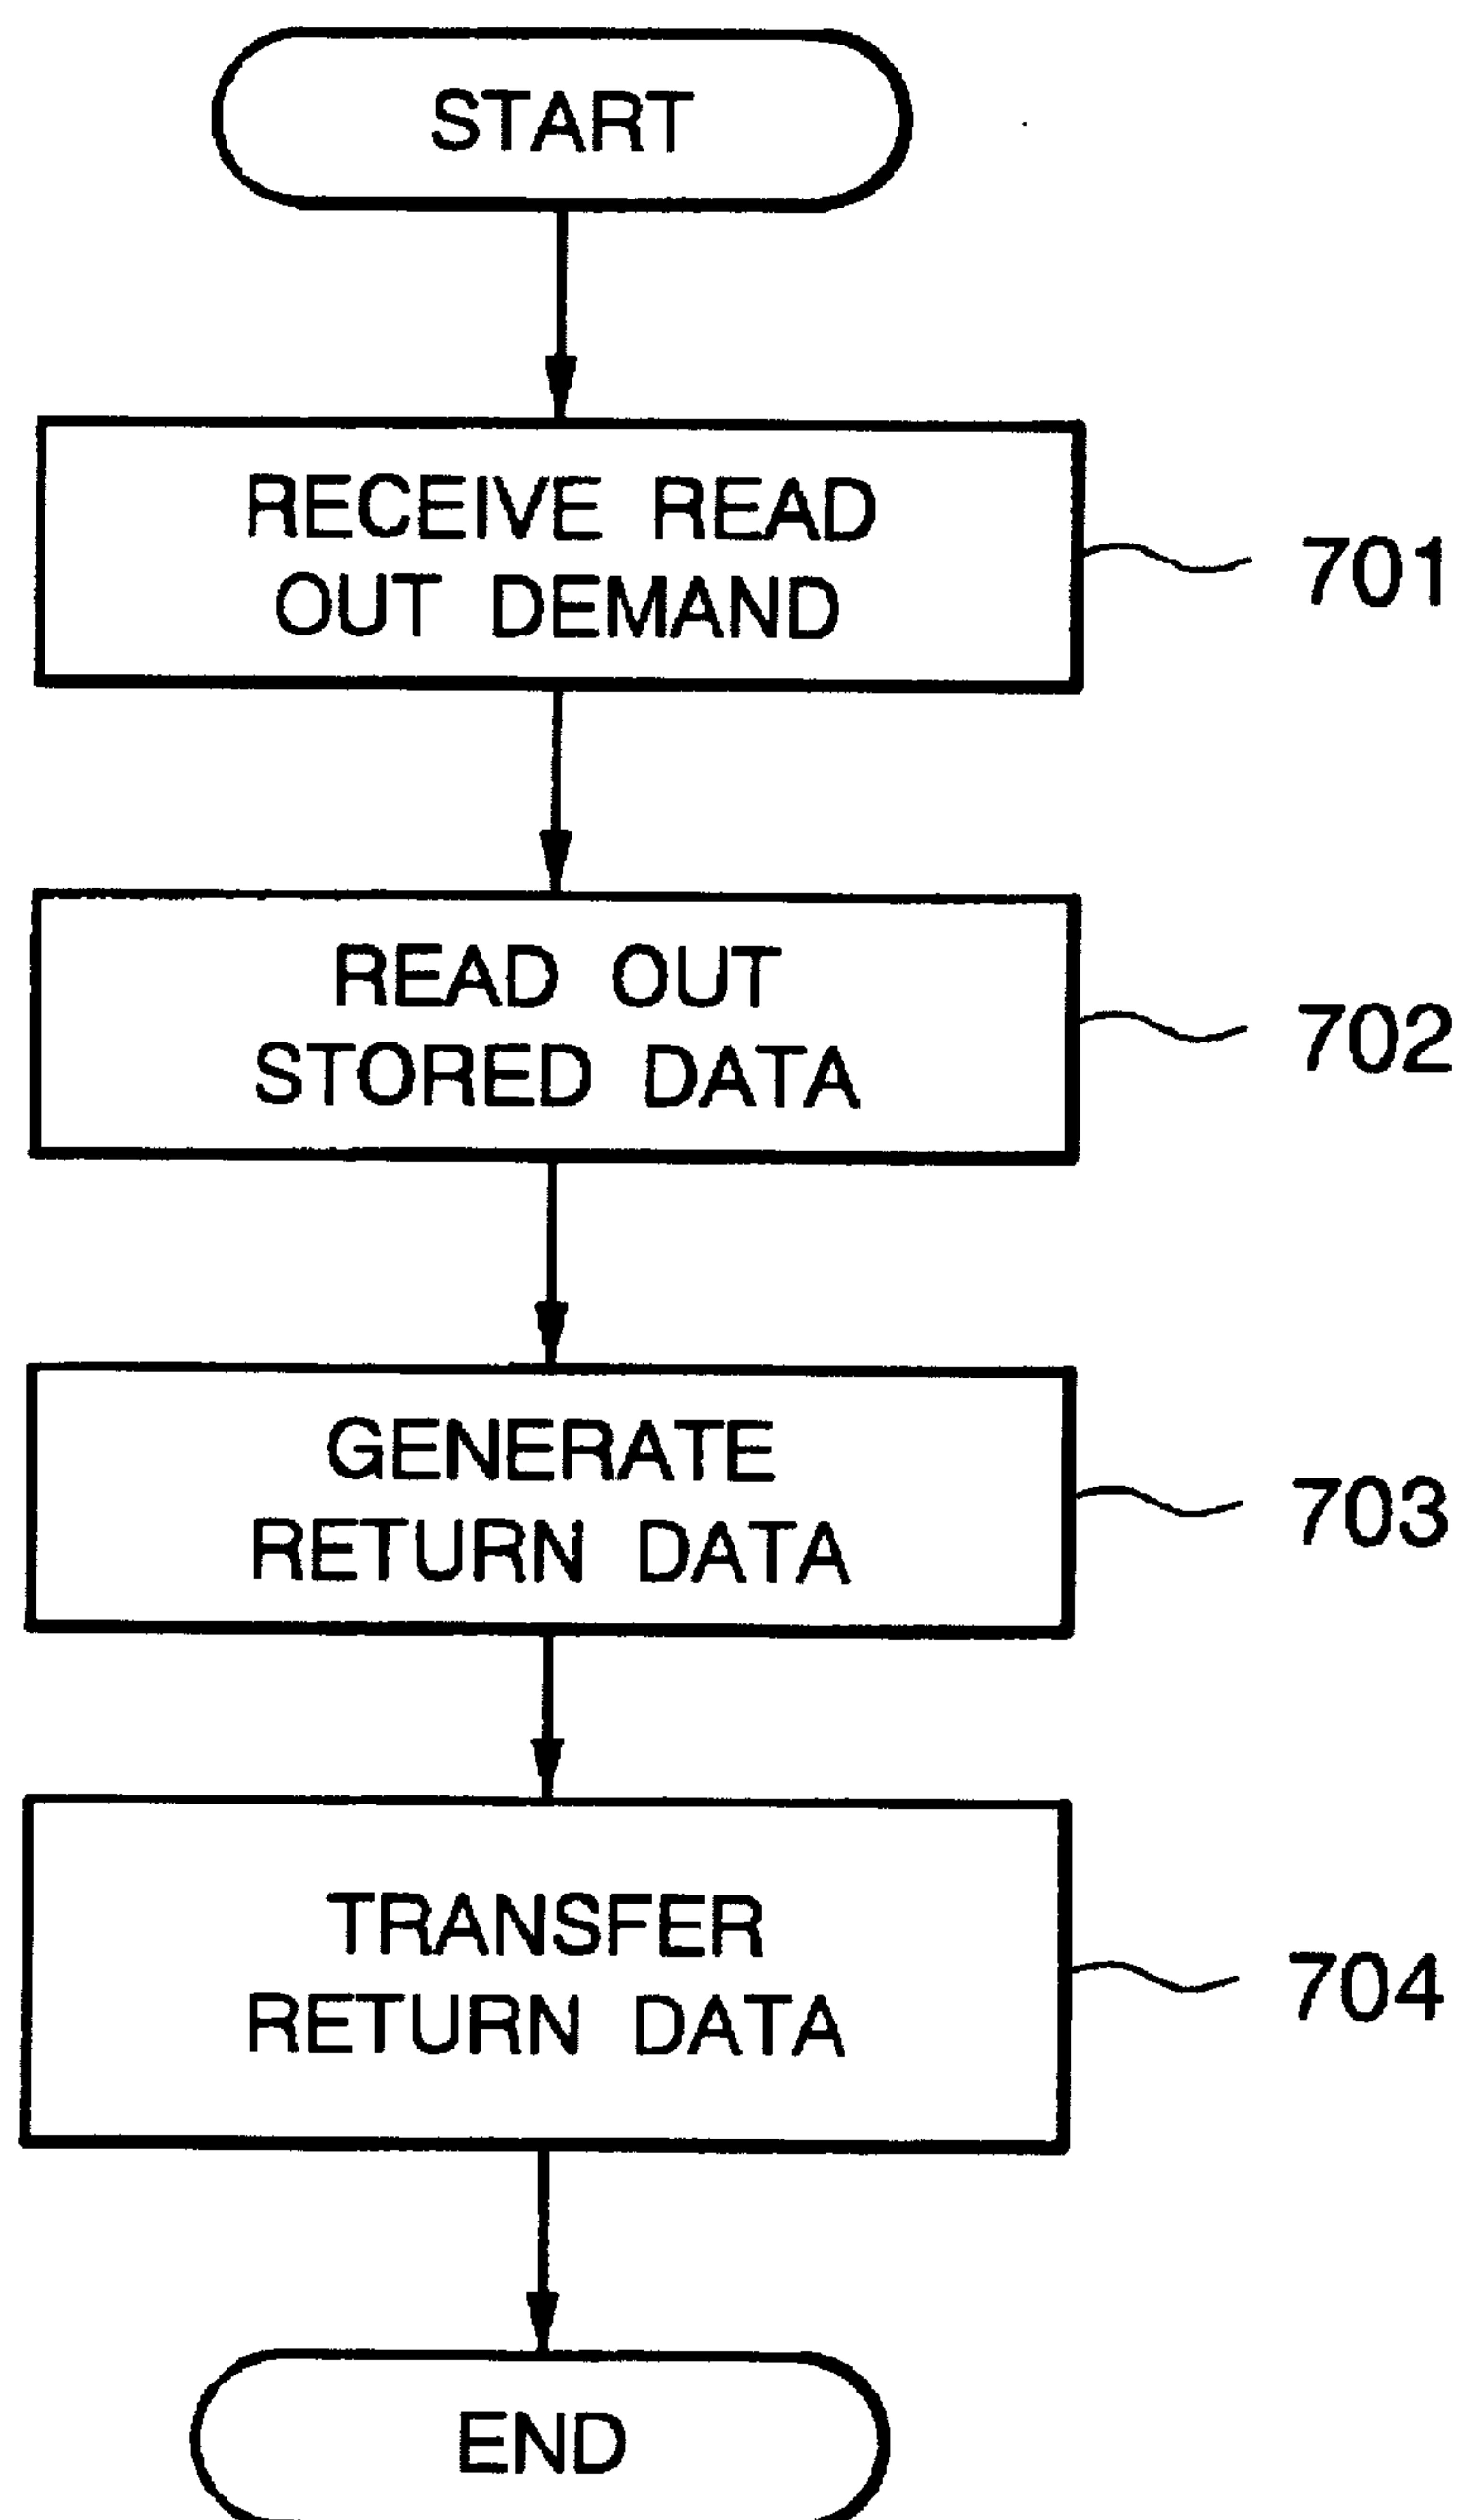 START
RECEIVE READ
OUT DEMAND
701
READ OUT
STORED DATA
702
GENERATE
RETURN DATA
703
TRANSFER
RETURN DATA
704
END